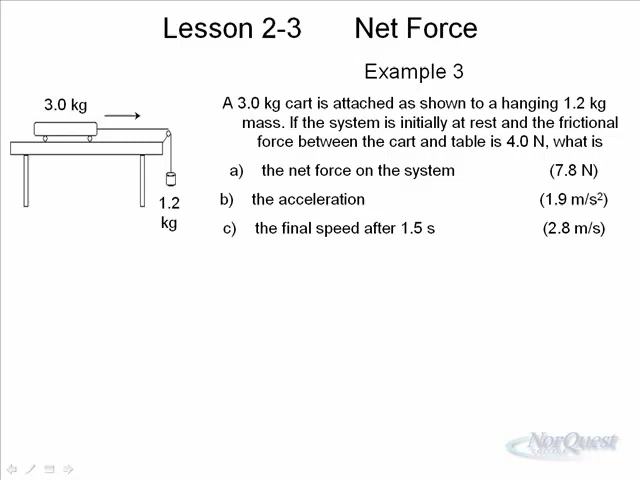 Lesson 2-3 Net Force
Example 3
3.0 kg
A 3.0 kg cart is attached as shown to a hanging 1.2 kg
mass. If the system is initially at rest and the frictional
force between the cart and table is 4.0 N, what is
a) the net force on the system (7.8 N)
b) the acceleration (1.9 m/s²)
c) the final speed after 1.5 s (2.8 m/s)
1.2
kg
NorQuest
COLLEGE